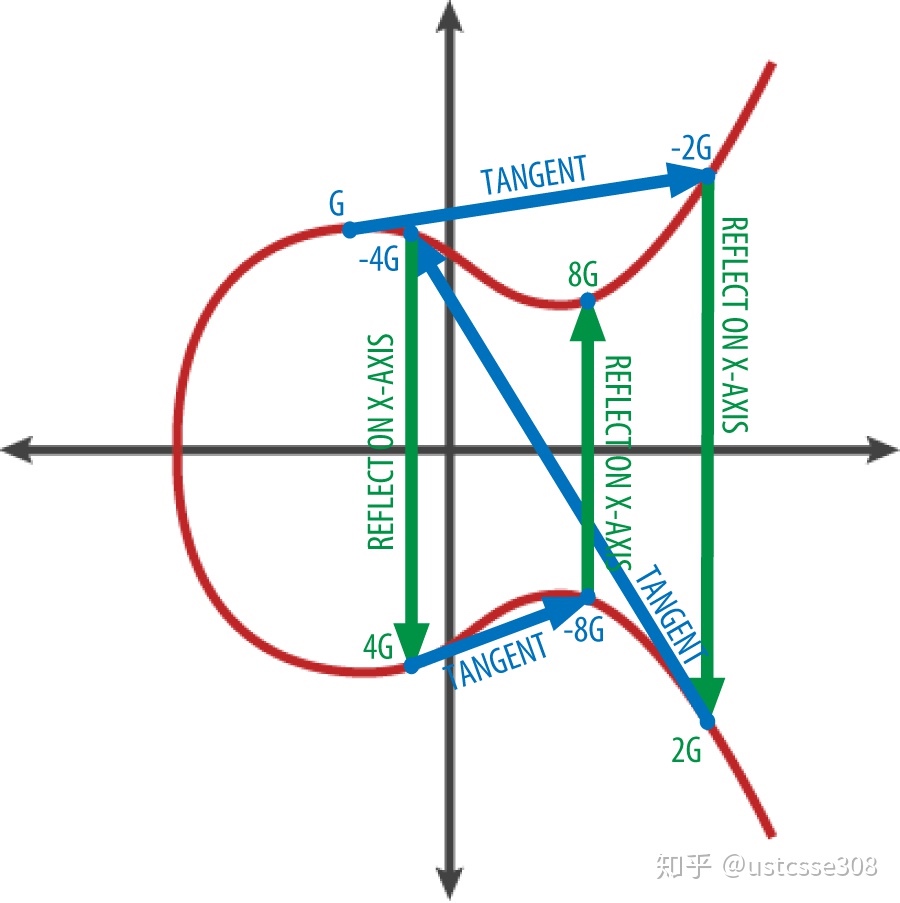 -2G
TANGENT
G
-4G
8G
REFLECT ON X-AXIS
REFLECT ON X-AXIS
REFLECT ON X-AXIS
TANGENT
4G
-8G
TANGENT
2G
知乎 @ustcsse308